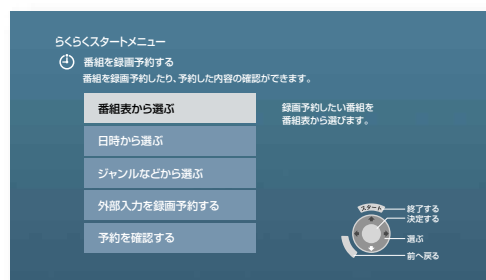 らくらくスタートメニュー
番組を録画予約する
番組を録画予約したり、予約した内容の確認ができます。
番組表から選ぶ
録画予約したい番組を
番組表から選びます。
日時から選ぶ
ジャンルなどから選ぶ
外部入力を録画予約する
予約を確認する
スタート
終了する
決定する
選ぶ
前へ戻る